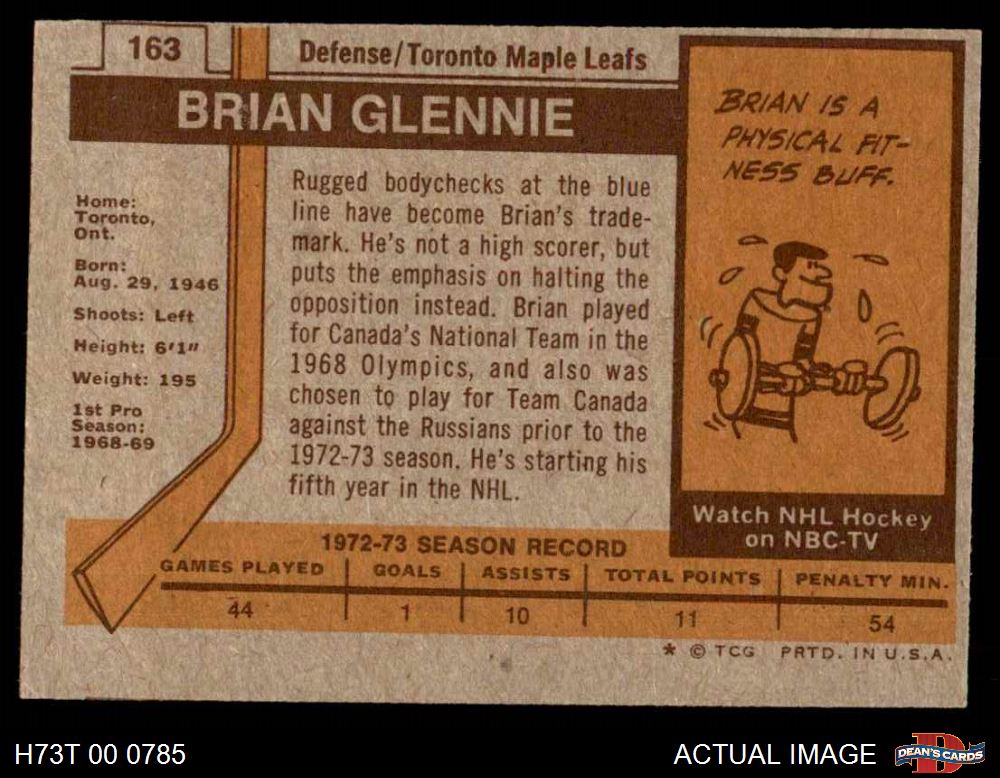 163
Defense/Toronto Maple Leafs
BRIAN GLENNIE
Home:
Toronto,
Ont.
Born:
Aug. 29, 1946
Shoots: Left
Height: 6'1"
Weight: 195
1st Pro
Season:
1968-69
Rugged bodychecks at the blue
line have become Brian's trade-
mark. He's not a high scorer, but
puts the emphasis on halting the
opposition instead. Brian played
for Canada's National Team in the
1968 Olympics, and also was
chosen to play for Team Canada
against the Russians prior to the
1972-73 season. He's starting his
fifth year in the NHL.
BRIAN IS A
PHYSICAL FIT-
NESS BUFF.
Watch NHL Hockey
on NBC-TV
1972-73 SEASON RECORD
GAMES PLAYED GOALS ASSISTS TOTAL POINTS PENALTY MIN.
44 1 10 11 54
* © TCG PRTD. IN U.S.A.
H73T 00 0785
ACTUAL IMAGE
DEAN'S CARDS